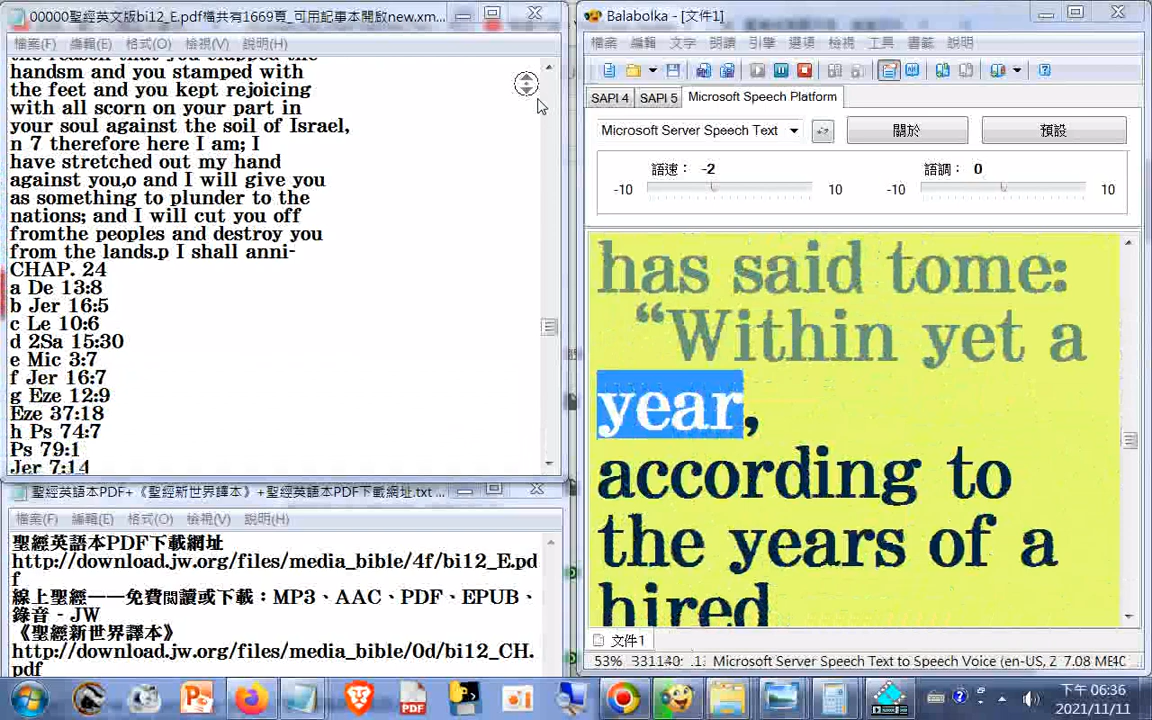 00000聖經英文版bi12_E.pdf檔共有1669頁_可用記事本開啟new.xm...
檔案(F) 編輯(E) 格式(O) 檢視(V) 說明(H)
handsm and you stamped with
the feet and you kept rejoicing
with all scorn on your part in
your soul against the soil of Israel,
n 7 therefore here I am; I
have stretched out my hand
against you,o and I will give you
as something to plunder to the
nations; and I will cut you off
fromthe peoples and destroy you
from the lands.p I shall anni-
CHAP. 24
a De 13:8
b Jer 16:5
c Le 10:6
d 2Sa 15:30
e Mic 3:7
f Jer 16:7
g Eze 12:9
Eze 37:18
h Ps 74:7
Ps 79:1
Jer 7:14
聖經英語本PDF+《聖經新世界譯本》+聖經英語本PDF下載網址.txt ...
檔案(F) 編輯(E) 格式(O) 檢視(V) 說明(H)
聖經英語本PDF下載網址
http://download.jw.org/files/media_bible/4f/bi12_E.pd
f
線上聖經——免費閱讀或下載：MP3、AAC、PDF、EPUB、
錄音 - JW
《聖經新世界譯本》
http://download.jw.org/files/media_bible/0d/bi12_CH.
pdf
Balabolka - [文件1]
檔案 編輯 文字 朗讀 引擎 選項 檢視 工具 書籤 說明
SAPI 4 SAPI 5 Microsoft Speech Platform
Microsoft Server Speech Text 關於 預設
語速： -2 語調： 0
-10 10 -10 10
has said tome:
“Within yet a
year,
according to
the years of a
hired
文件1
53% Microsoft Server Speech Text to Speech Voice (en-US, 2
下午 06:36
2021/11/11